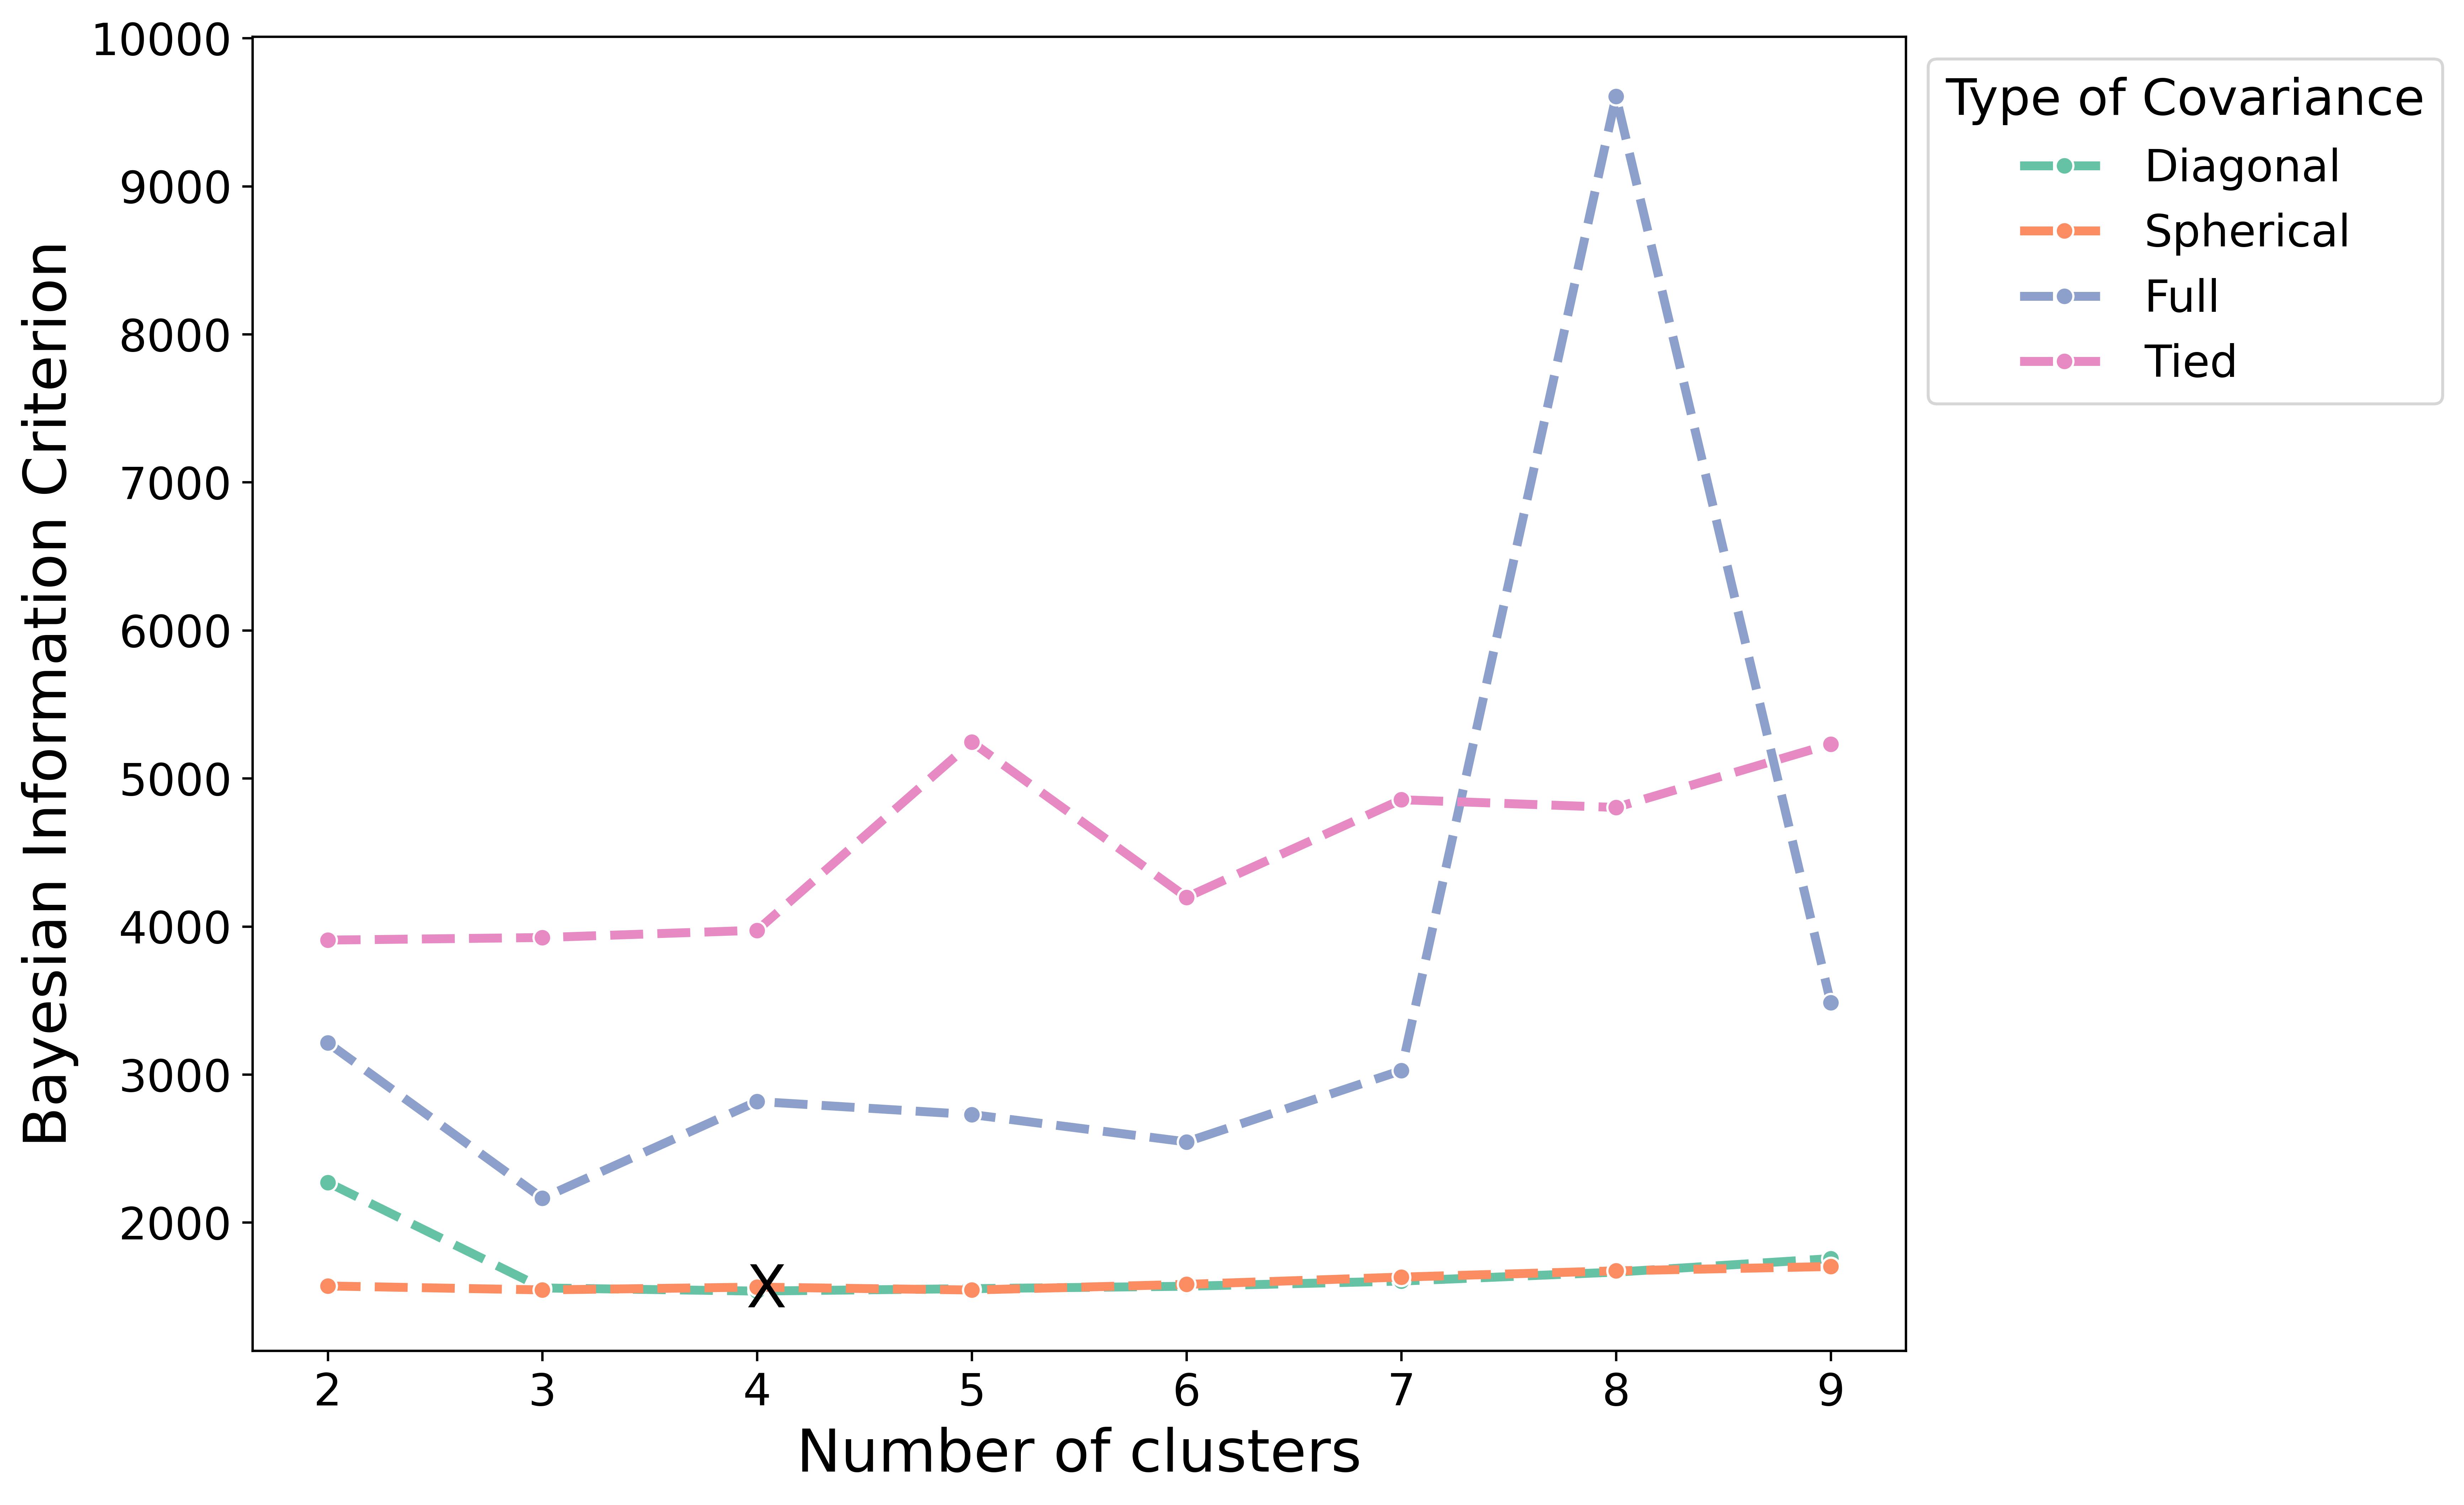 10000
9000
8000
7000
6000
5000
4000
3000
2000
Bayesian Information Criterion
X
2 3 4 5 6 7 8 9
Number of clusters
Type of Covariance
Diagonal
Spherical
Full
Tied